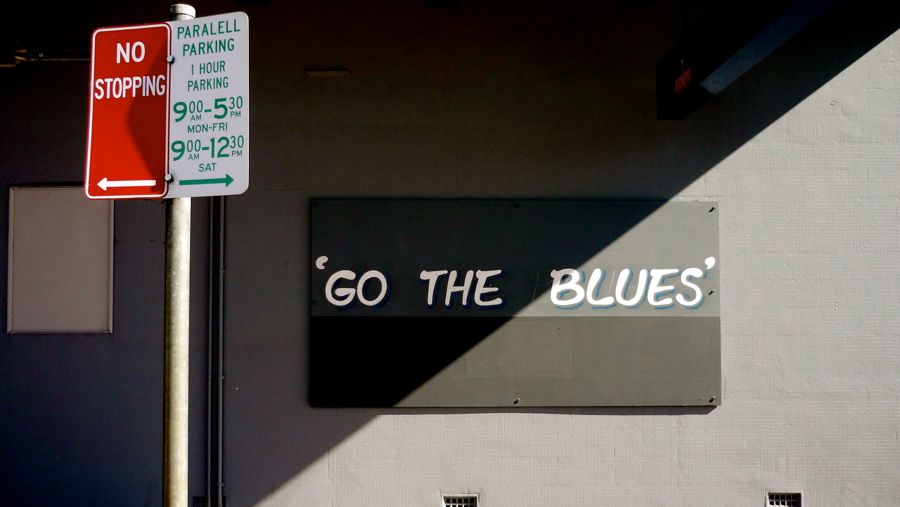 NO
STOPPING
PARALELL
PARKING
1 HOUR
PARKING
9 00 AM - 5 30 PM
MON-FRI
9 00 AM - 12 30 PM
SAT
'GO THE BLUES'